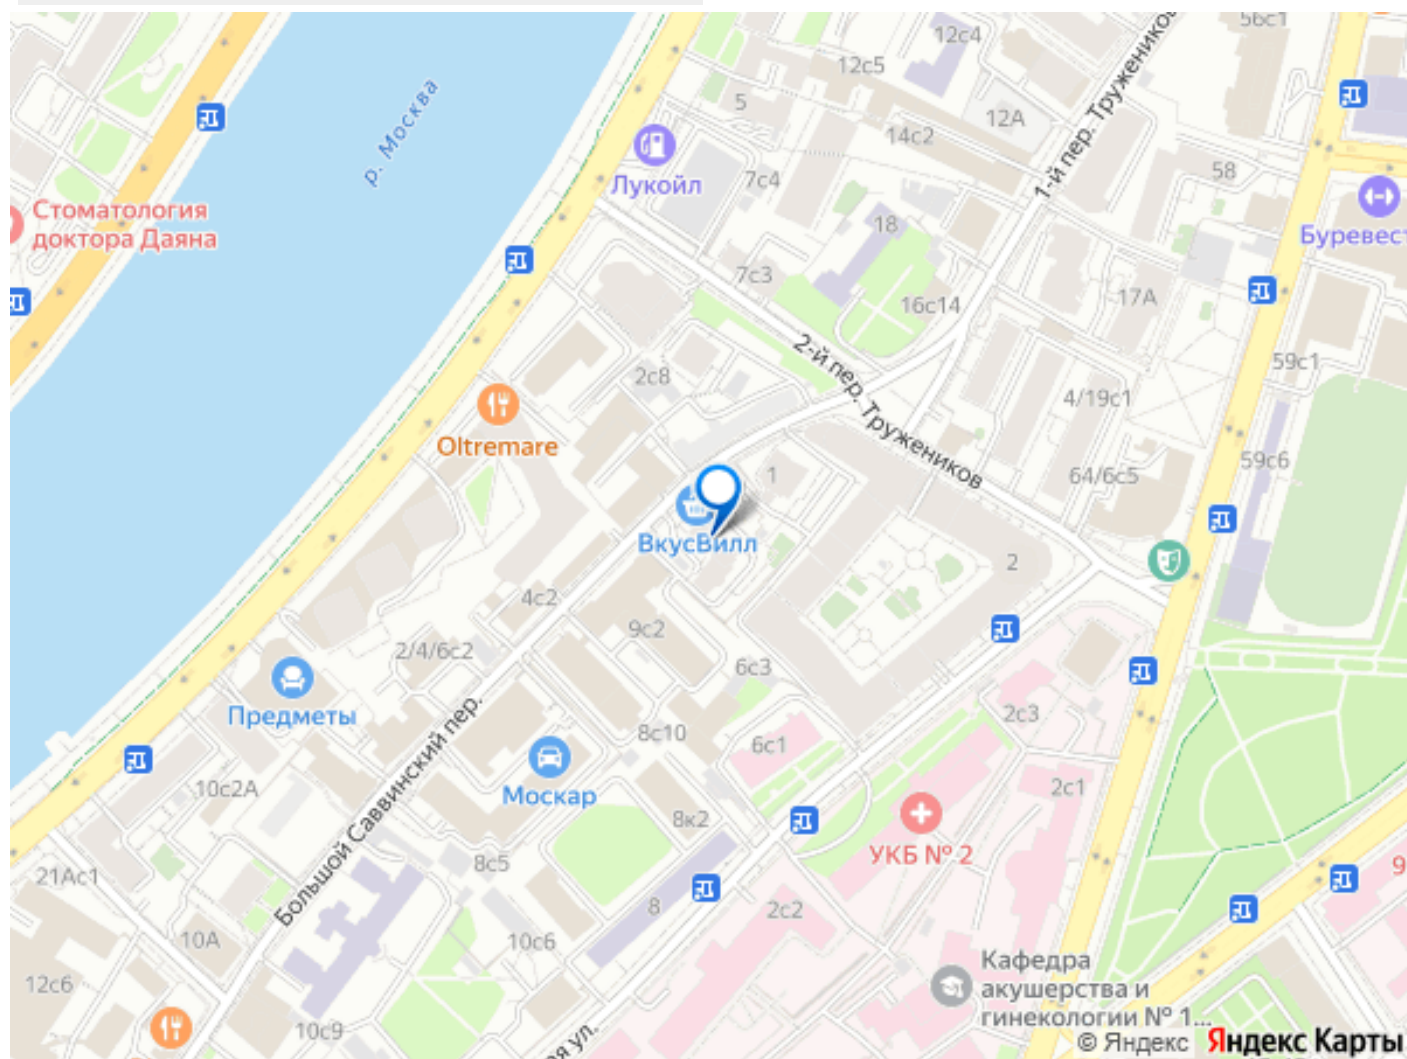 56с1
12с4
12с5
5
12А
14с2
1-й пер. Тружеников
р. Москва
Лукойл
7с4
58
18
Стоматология
доктора Даяна
Буревест
7с3
17А
16с14
2-й пер. Тружеников
59с1
2с8
4/19с1
Oltremare
1
64/6с5
59с6
ВкусВилл
2
4с2
9с2
2/4/6с2
6с3
Предметы
2с3
8с10
6с1
Большой Саввинский пер.
10с2А
Москар
2с1
8к2
УКБ № 2
8с5
21Ас1
9
8
2с2
10А
10с6
Кафедра
акушерства и
гинекологии № 1...
12с6
10с9
ая ул.
© Яндекс Яндекс Карты